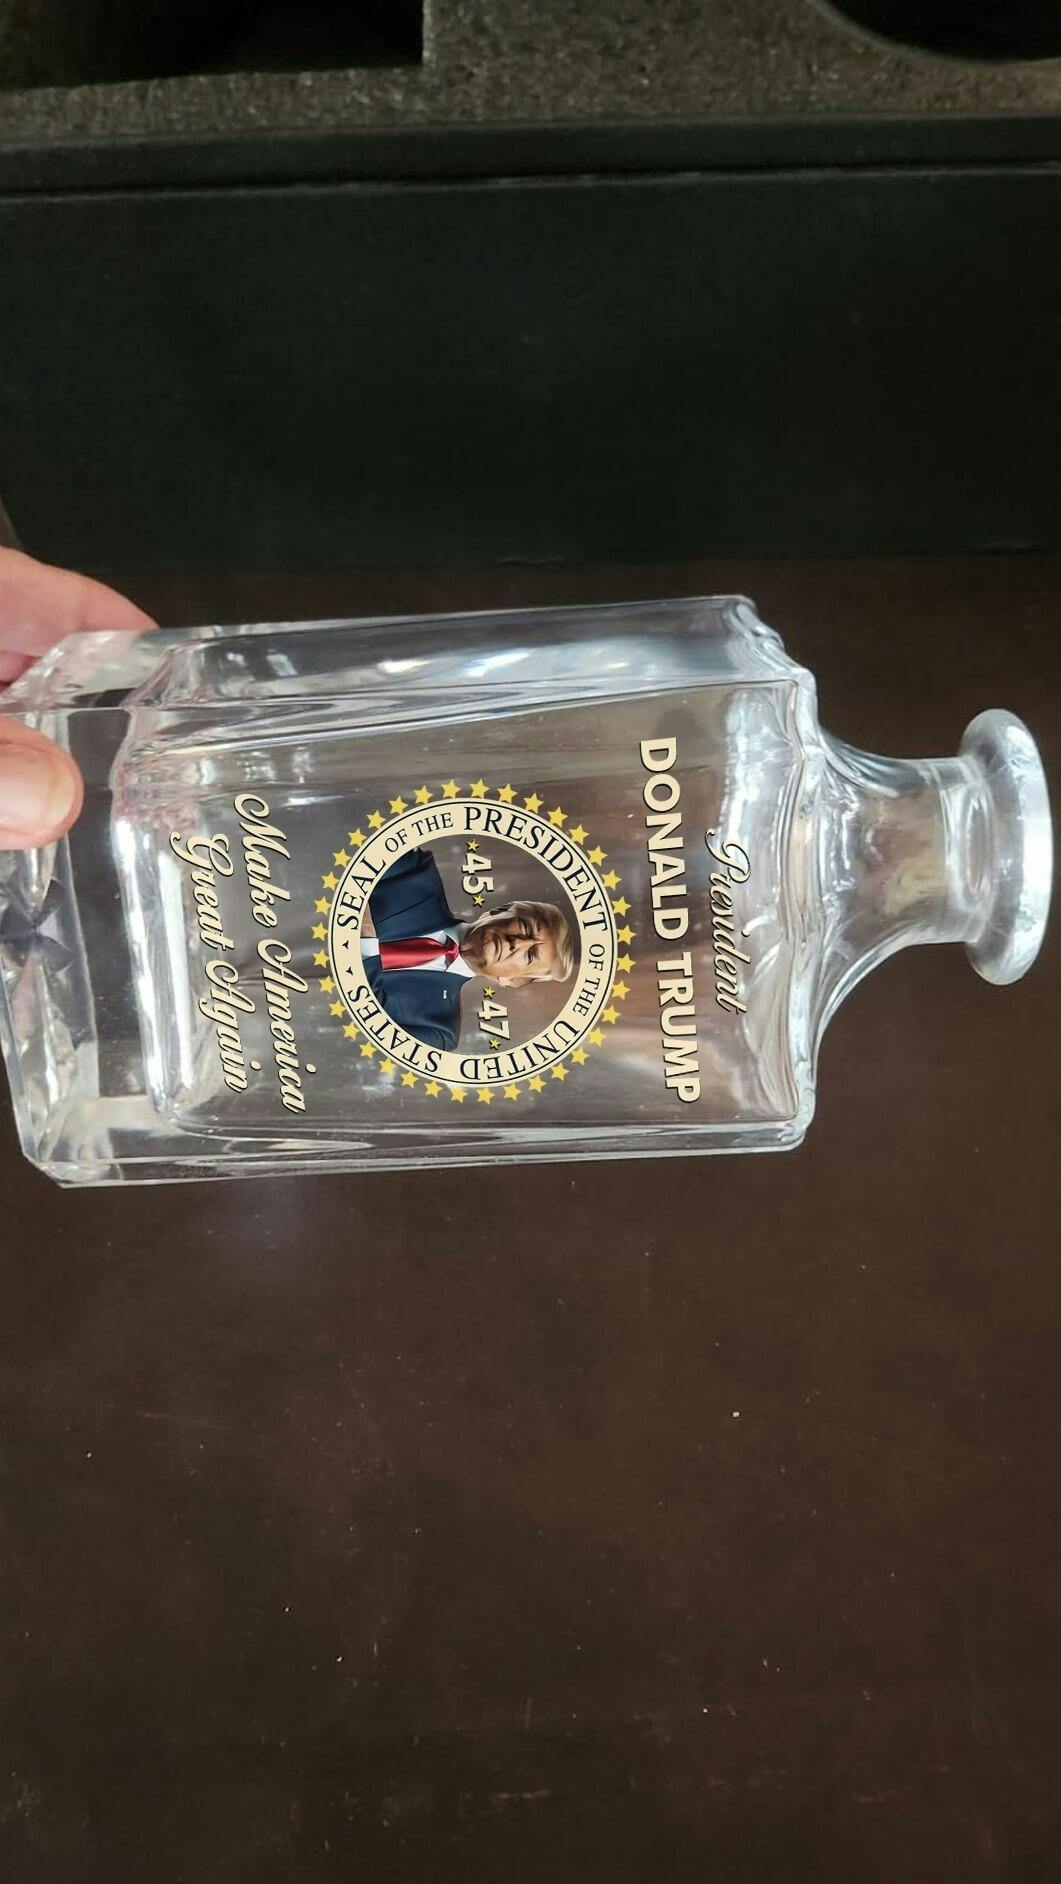 President
DONALD TRUMP
SEAL OF THE PRESIDENT OF THE UNITED STATES
45
47
Make America
Great Again